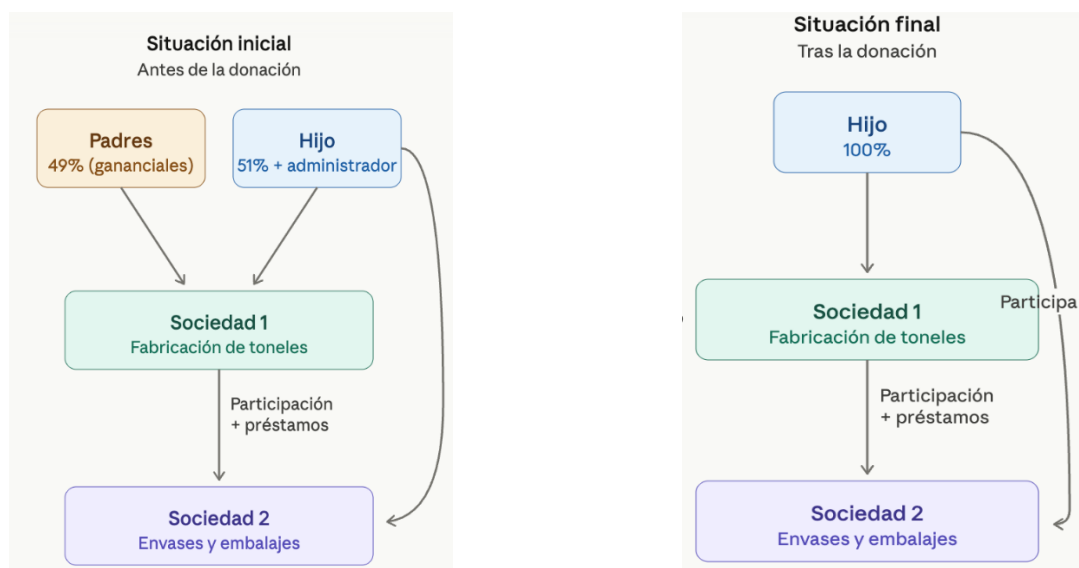 Situación inicial
Antes de la donación
Padres
49% (gananciales)
Hijo
51% + administrador
Sociedad 1
Fabricación de toneles
Participación
+ préstamos
Sociedad 2
Envases y embalajes
Situación final
Tras la donación
Hijo
100%
Participa
Sociedad 1
Fabricación de toneles
Participación
+ préstamos
Sociedad 2
Envases y embalajes